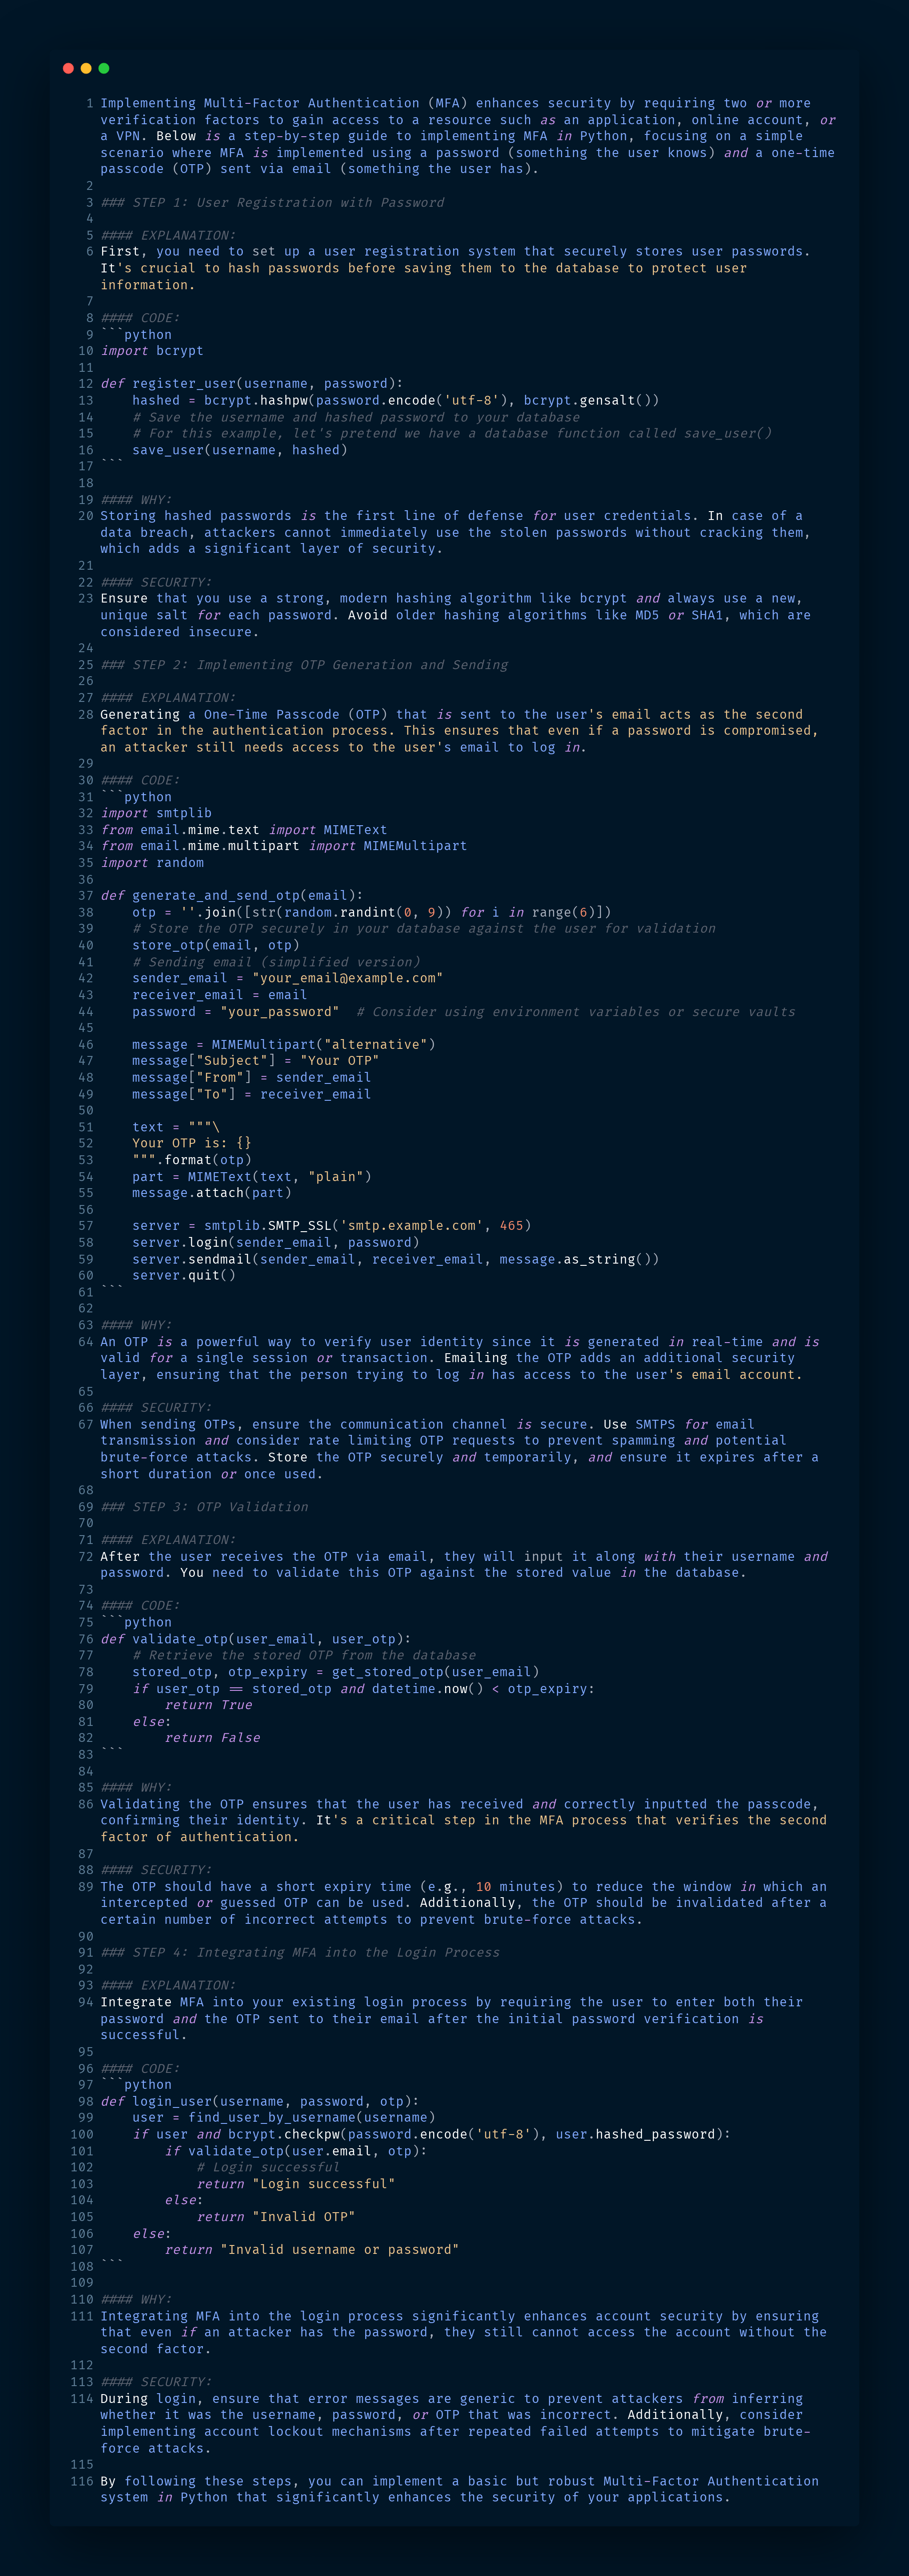 1 Implementing Multi-Factor Authentication (MFA) enhances security by requiring two or more
verification factors to gain access to a resource such as an application, online account, or
a VPN. Below is a step-by-step guide to implementing MFA in Python, focusing on a simple
scenario where MFA is implemented using a password (something the user knows) and a one-time
passcode (OTP) sent via email (something the user has).
2
3 ### STEP 1: User Registration with Password
4
5 #### EXPLANATION:
6 First, you need to set up a user registration system that securely stores user passwords.
It's crucial to hash passwords before saving them to the database to protect user
information.
7
8 #### CODE:
9 ```python
10 import bcrypt
11
12 def register_user(username, password):
13     hashed = bcrypt.hashpw(password.encode('utf-8'), bcrypt.gensalt())
14     # Save the username and hashed password to your database
15     # For this example, let's pretend we have a database function called save_user()
16     save_user(username, hashed)
17 ```
18
19 #### WHY:
20 Storing hashed passwords is the first line of defense for user credentials. In case of a
data breach, attackers cannot immediately use the stolen passwords without cracking them,
which adds a significant layer of security.
21
22 #### SECURITY:
23 Ensure that you use a strong, modern hashing algorithm like bcrypt and always use a new,
unique salt for each password. Avoid older hashing algorithms like MD5 or SHA1, which are
considered insecure.
24
25 ### STEP 2: Implementing OTP Generation and Sending
26
27 #### EXPLANATION:
28 Generating a One-Time Passcode (OTP) that is sent to the user's email acts as the second
factor in the authentication process. This ensures that even if a password is compromised,
an attacker still needs access to the user's email to log in.
29
30 #### CODE:
31 ```python
32 import smtplib
33 from email.mime.text import MIMEText
34 from email.mime.multipart import MIMEMultipart
35 import random
36
37 def generate_and_send_otp(email):
38     otp = ''.join([str(random.randint(0, 9)) for i in range(6)])
39     # Store the OTP securely in your database against the user for validation
40     store_otp(email, otp)
41     # Sending email (simplified version)
42     sender_email = "your_email@example.com"
43     receiver_email = email
44     password = "your_password"  # Consider using environment variables or secure vaults
45
46     message = MIMEMultipart("alternative")
47     message["Subject"] = "Your OTP"
48     message["From"] = sender_email
49     message["To"] = receiver_email
50
51     text = """\
52     Your OTP is: {}
53     """.format(otp)
54     part = MIMEText(text, "plain")
55     message.attach(part)
56
57     server = smtplib.SMTP_SSL('smtp.example.com', 465)
58     server.login(sender_email, password)
59     server.sendmail(sender_email, receiver_email, message.as_string())
60     server.quit()
61 ```
62
63 #### WHY:
64 An OTP is a powerful way to verify user identity since it is generated in real-time and is
valid for a single session or transaction. Emailing the OTP adds an additional security
layer, ensuring that the person trying to log in has access to the user's email account.
65
66 #### SECURITY:
67 When sending OTPs, ensure the communication channel is secure. Use SMTPS for email
transmission and consider rate limiting OTP requests to prevent spamming and potential
brute-force attacks. Store the OTP securely and temporarily, and ensure it expires after a
short duration or once used.
68
69 ### STEP 3: OTP Validation
70
71 #### EXPLANATION:
72 After the user receives the OTP via email, they will input it along with their username and
password. You need to validate this OTP against the stored value in the database.
73
74 #### CODE:
75 ```python
76 def validate_otp(user_email, user_otp):
77     # Retrieve the stored OTP from the database
78     stored_otp, otp_expiry = get_stored_otp(user_email)
79     if user_otp == stored_otp and datetime.now() < otp_expiry:
80         return True
81     else:
82         return False
83 ```
84
85 #### WHY:
86 Validating the OTP ensures that the user has received and correctly inputted the passcode,
confirming their identity. It's a critical step in the MFA process that verifies the second
factor of authentication.
87
88 #### SECURITY:
89 The OTP should have a short expiry time (e.g., 10 minutes) to reduce the window in which an
intercepted or guessed OTP can be used. Additionally, the OTP should be invalidated after a
certain number of incorrect attempts to prevent brute-force attacks.
90
91 ### STEP 4: Integrating MFA into the Login Process
92
93 #### EXPLANATION:
94 Integrate MFA into your existing login process by requiring the user to enter both their
password and the OTP sent to their email after the initial password verification is
successful.
95
96 #### CODE:
97 ```python
98 def login_user(username, password, otp):
99     user = find_user_by_username(username)
100     if user and bcrypt.checkpw(password.encode('utf-8'), user.hashed_password):
101         if validate_otp(user.email, otp):
102             # Login successful
103             return "Login successful"
104         else:
105             return "Invalid OTP"
106     else:
107         return "Invalid username or password"
108 ```
109
110 #### WHY:
111 Integrating MFA into the login process significantly enhances account security by ensuring
that even if an attacker has the password, they still cannot access the account without the
second factor.
112
113 #### SECURITY:
114 During login, ensure that error messages are generic to prevent attackers from inferring
whether it was the username, password, or OTP that was incorrect. Additionally, consider
implementing account lockout mechanisms after repeated failed attempts to mitigate brute-
force attacks.
115
116 By following these steps, you can implement a basic but robust Multi-Factor Authentication
system in Python that significantly enhances the security of your applications.